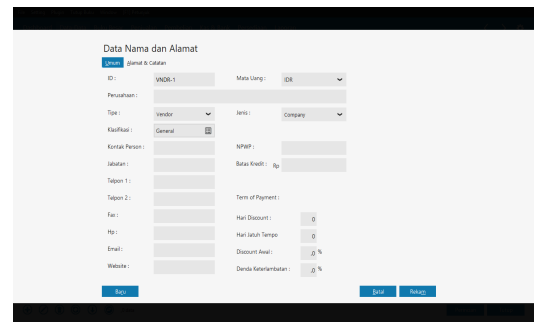 Data Nama dan Alamat
Umum Alamat & Catatan
ID : VNDR-1 Mata Uang : IDR
Perusahaan :
Tipe : Vendor Jenis : Company
Klasifikasi : General
Kontak Person : NPWP :
Jabatan : Batas Kredit : Rp
Telpon 1 :
Telpon 2 : Term of Payment :
Fax : Hari Discount : 0
Hp : Hari Jatuh Tempo 0
Email : Discount Awal : .0 %
Website : Denda Keterlambatan : .0 %
Baru Batal Rekam